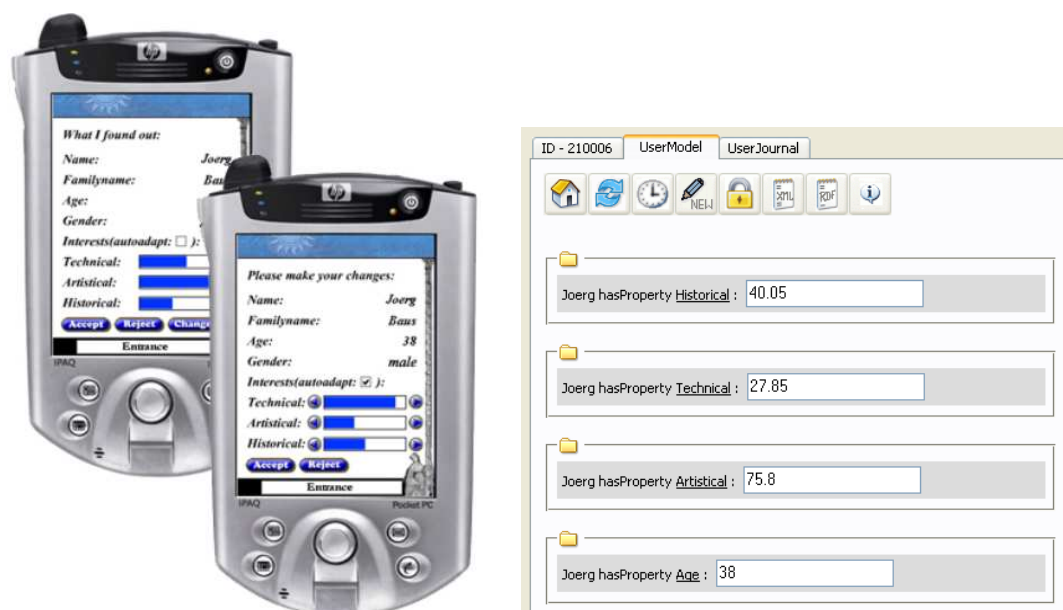 hp
What I found out:
Name: Joerg
Familyname:
Age:
Gender:
Interests(autoadapt: ):
Technical:
Artistical:
Historical:
Accept Reject
Entrance
iPAQ
hp
Please make your changes:
Name: Joerg
Familyname: Baus
Age: 38
Gender: male
Interests(autoadapt: ):
Technical:
Artistical:
Historical:
Accept Reject
Entrance
iPAQ Pocket PC
ID - 210006 UserModel UserJournal
NEW XML RDF
Joerg hasProperty Historical : 40.05
Joerg hasProperty Technical : 27.85
Joerg hasProperty Artistical : 75.8
Joerg hasProperty Age : 38